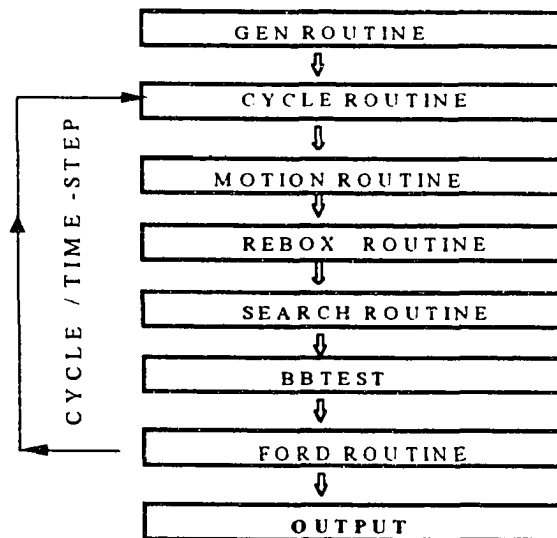 GEN ROUTINE
CYCLE ROUTINE
MOTION ROUTINE
REBOX ROUTINE
SEARCH ROUTINE
BBTEST
FORD ROUTINE
OUTPUT
CYCLE / TIME - STEP